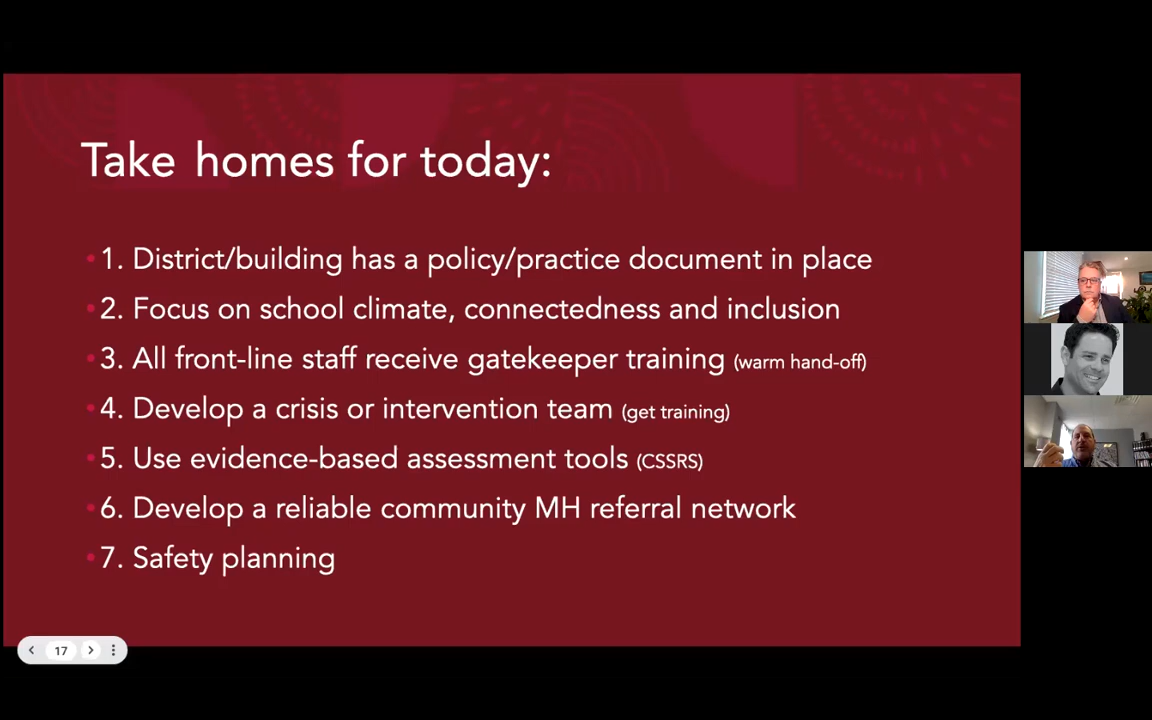 Take homes for today:
•1. District/building has a policy/practice document in place
•2. Focus on school climate, connectedness and inclusion
•3. All front-line staff receive gatekeeper training (warm hand-off)
•4. Develop a crisis or intervention team (get training)
•5. Use evidence-based assessment tools (CSSRS)
•6. Develop a reliable community MH referral network
•7. Safety planning
17